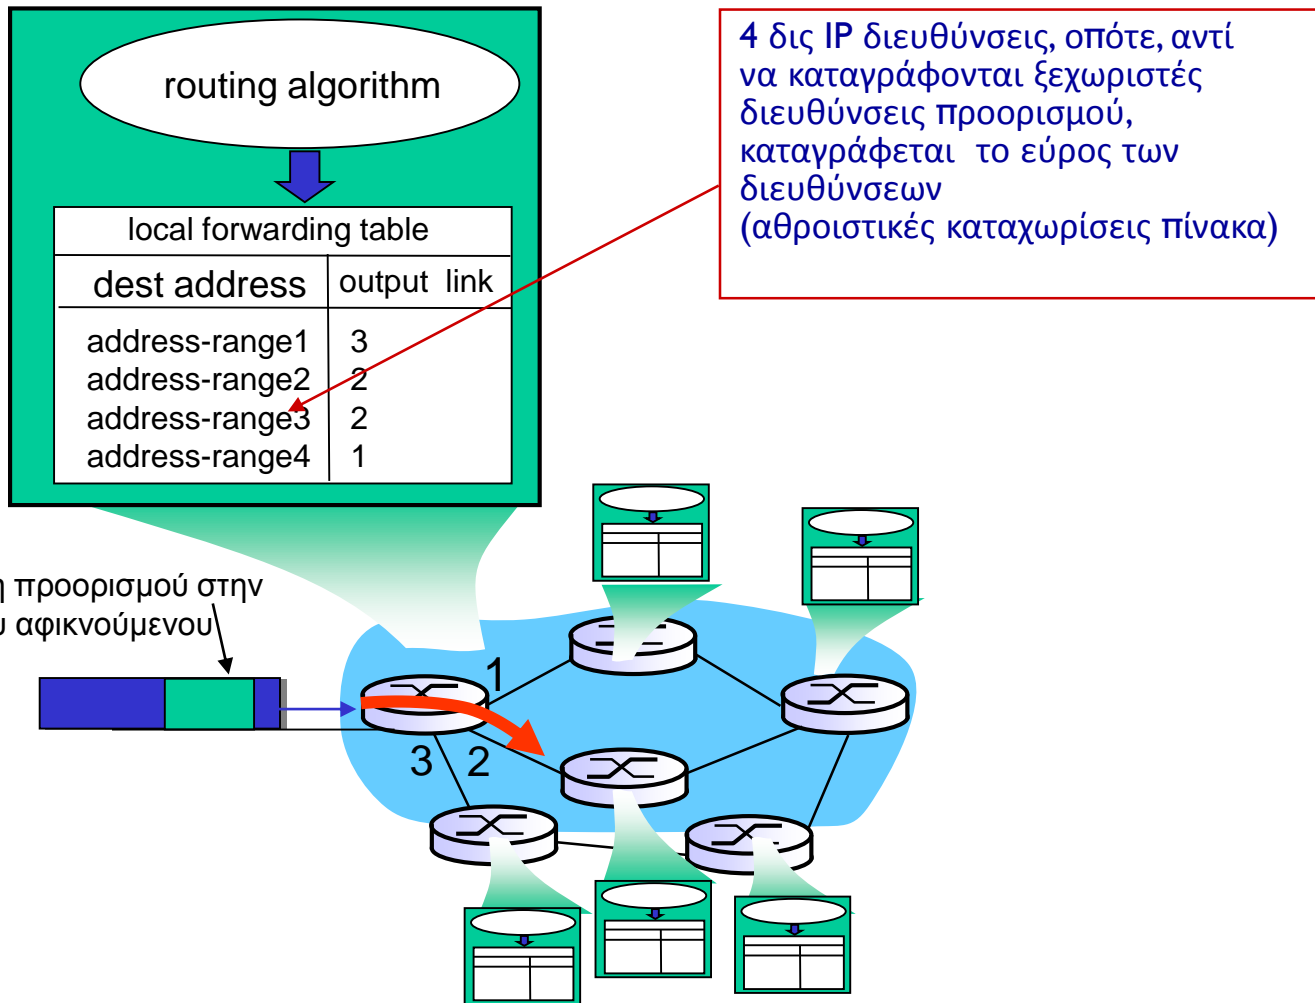 routing algorithm
local forwarding table
dest address output link
address-range1 3
address-range2 2
address-range3 2
address-range4 1
4 δις IP διευθύνσεις, οπότε, αντί
να καταγράφονται ξεχωριστές
διευθύνσεις προορισμού,
καταγράφεται το εύρος των
διευθύνσεων
(αθροιστικές καταχωρίσεις πίνακα)
προορισμού στην
αφικνούμενου
1
3 2